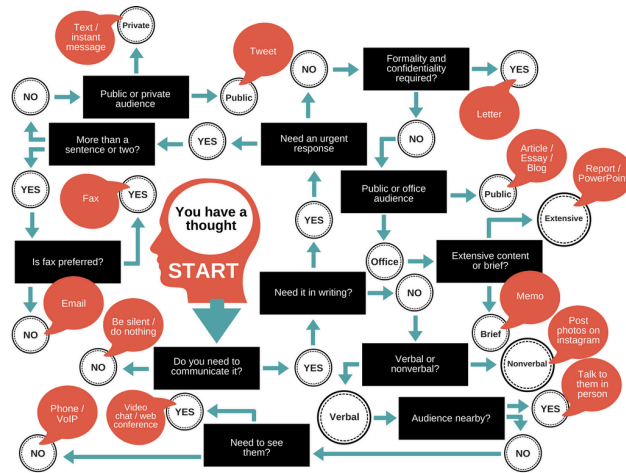 Text /
instant
message
Private
Tweet
NO
Public or private
audience
Public
NO
Formality and
confidentiality
required?
YES
Letter
More than a
sentence or two?
YES
Need an urgent
response
NO
YES
Fax
YES
You have
a thought
START
YES
Public or office
audience
Public
Article /
Essay /
Blog
Report /
PowerPoint
Extensive
Is fax preferred?
Need it in writing?
Office
NO
Extensive content
or brief?
NO
Email
Be silent /
do nothing
NO
Do you need to
communicate it?
YES
Verbal or
nonverbal?
Brief
Memo
Nonverbal
Post
photos on
instagram
Phone /
VoIP
NO
Video
chat / web
conference
YES
Need to see
them?
Verbal
Audience nearby?
YES
Talk to
them in
person
NO